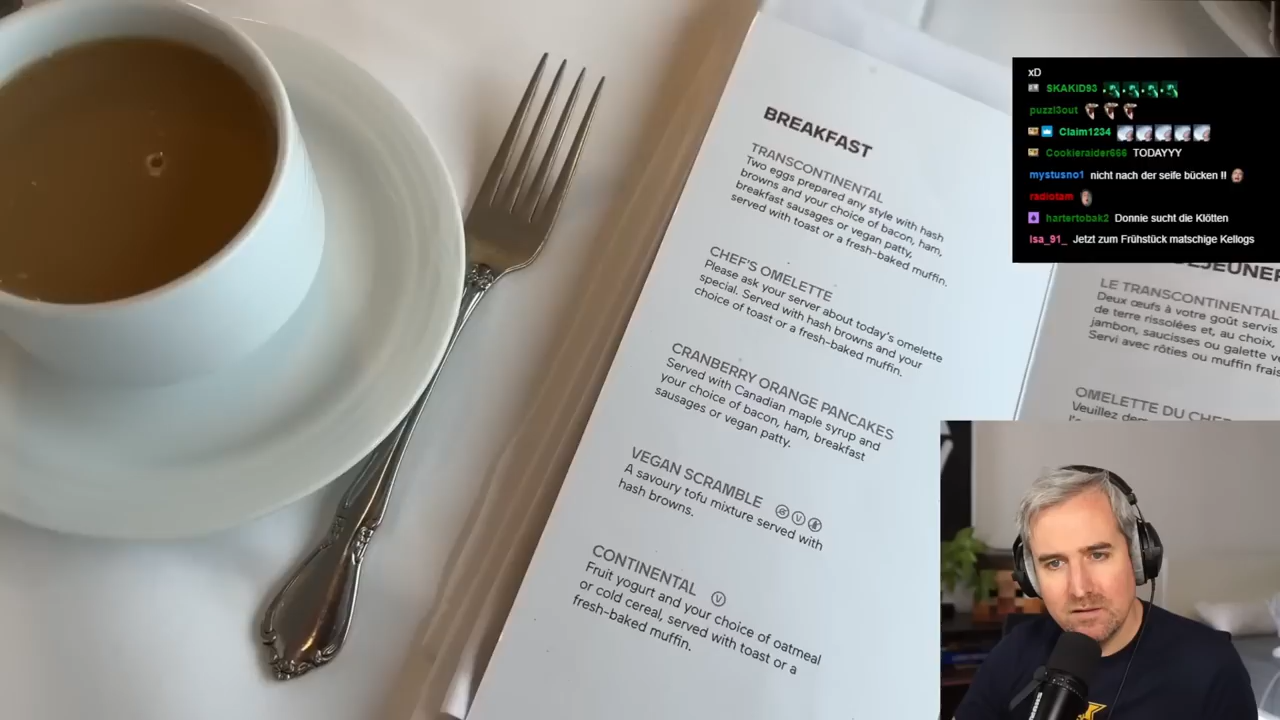 BREAKFAST
TRANSCONTINENTAL
Two eggs prepared any style with hash
browns and your choice of bacon, ham,
breakfast sausages or vegan patty,
served with toast or a fresh-baked muffin.
CHEF'S OMELETTE
Please ask your server about today's omelette
special. Served with hash browns and your
choice of toast or a fresh-baked muffin.
CRANBERRY ORANGE PANCAKES
Served with Canadian maple syrup and
your choice of bacon, ham, breakfast
sausages or vegan patty.
VEGAN SCRAMBLE
A savoury tofu mixture served with
hash browns.
CONTINENTAL V
Fruit yogurt and your choice of oatmeal
or cold cereal, served with toast or a
fresh-baked muffin.
xD
SKAKID93
puzzl3out
Claim1234
Cookieraider666 TODAYYY
mystusno1 nicht nach der seife bücken !!
radiotam
hartertobak2 Donnie sucht die Klötten
isa_91_ Jetzt zum Frühstück matschige Kellogs
LE TRANSCONTINENTAL
Deux œufs à votre goût servis
de terre rissolées et, au choix,
jambon, saucisses ou galette
Servi avec rôties ou muffin frais
OMELETTE DU CHEF
Veuillez